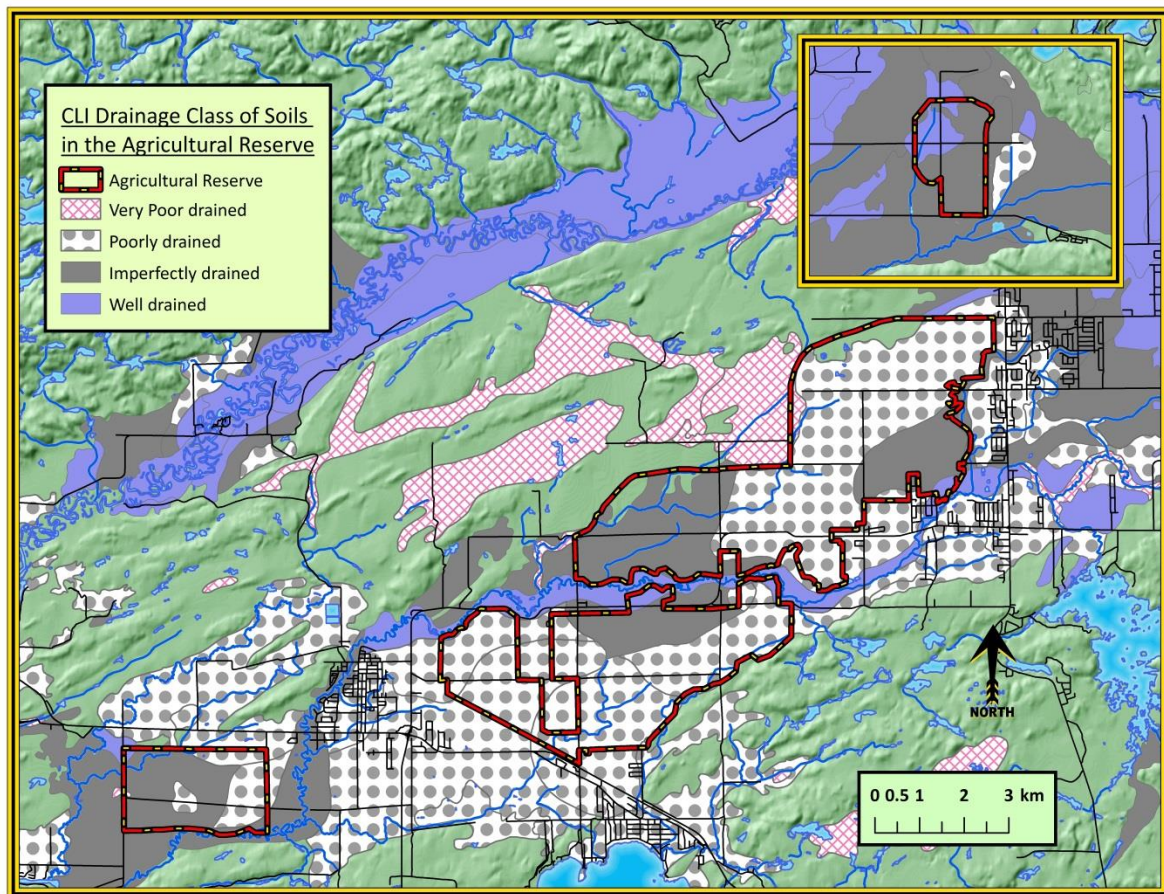 CLI Drainage Class of Soils
in the Agricultural Reserve
Agricultural Reserve
Very Poor drained
Poorly drained
Imperfectly drained
Well drained
NORTH
0 0.5 1 2 3 km